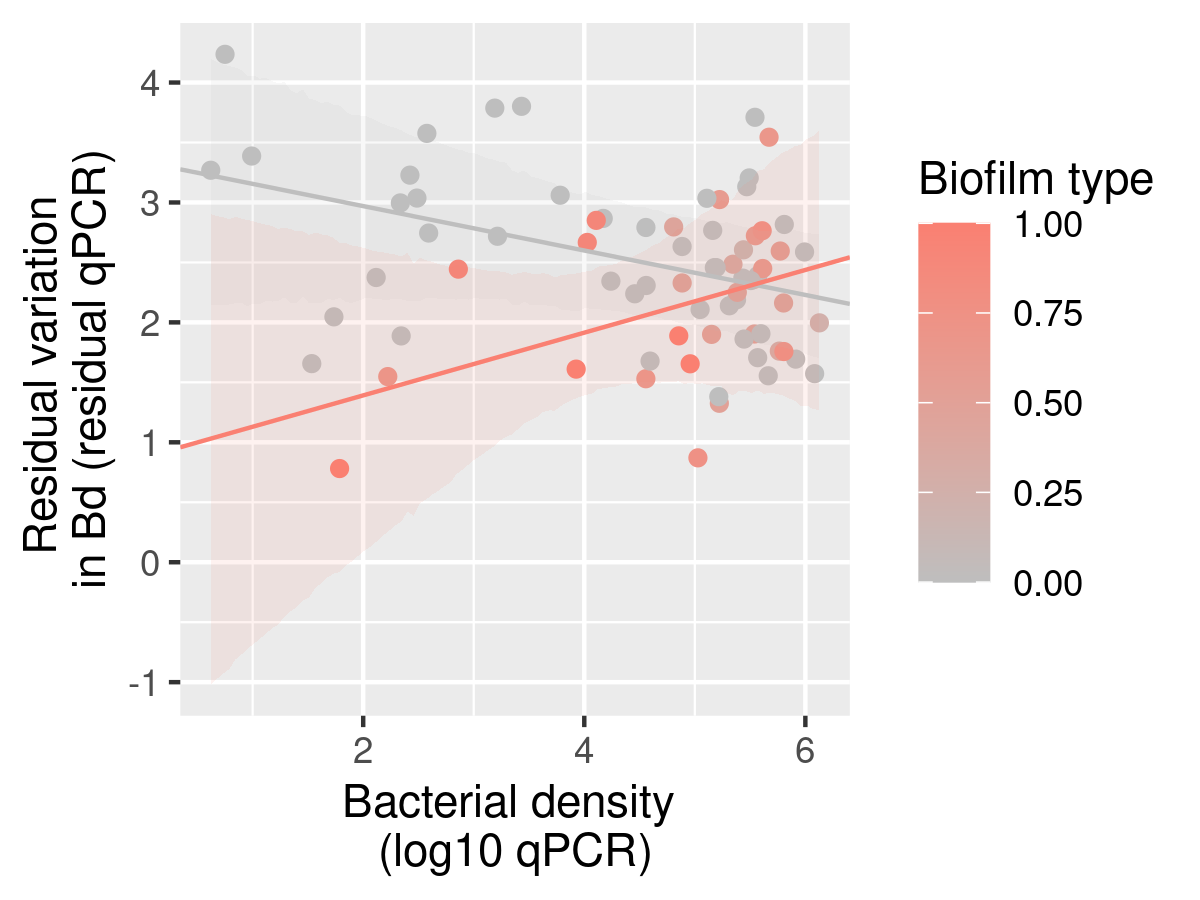 Residual variation
in Bd (residual qPCR)
4
3
2
1
0
-1
2
4
6
Bacterial density
(log10 qPCR)
Biofilm type
1.00
0.75
0.50
0.25
0.00